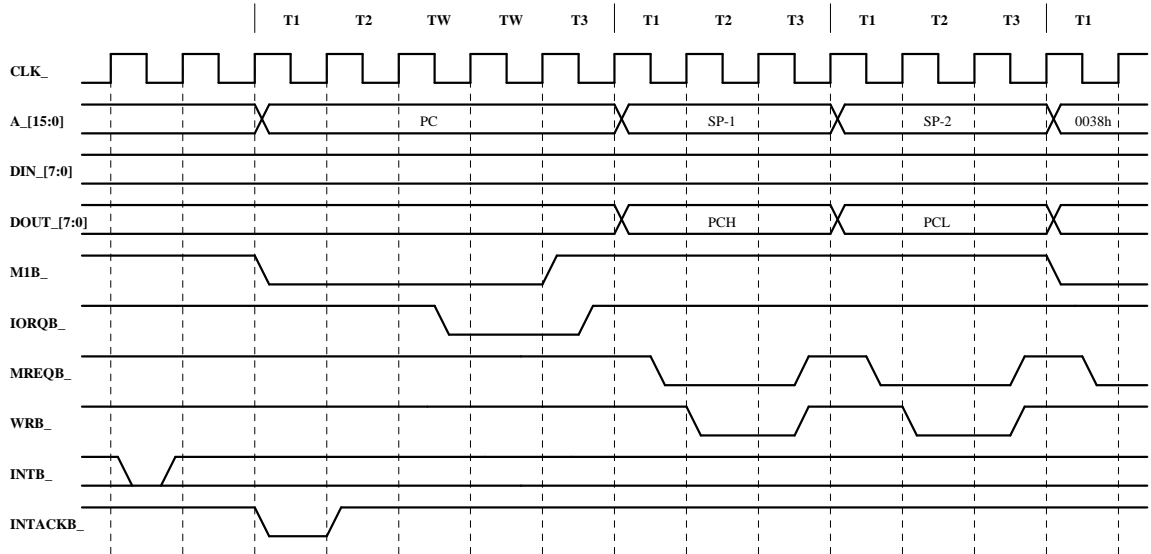 T1 T2 TW TW T3 T1 T2 T3 T1 T2 T3 T1
CLK_
A_[15:0] PC SP-1 SP-2 0038h
DIN_[7:0]
DOUT_[7:0] PCH PCL
M1B_
IORQB_
MREQB_
WRB_
INTB_
INTACKB_